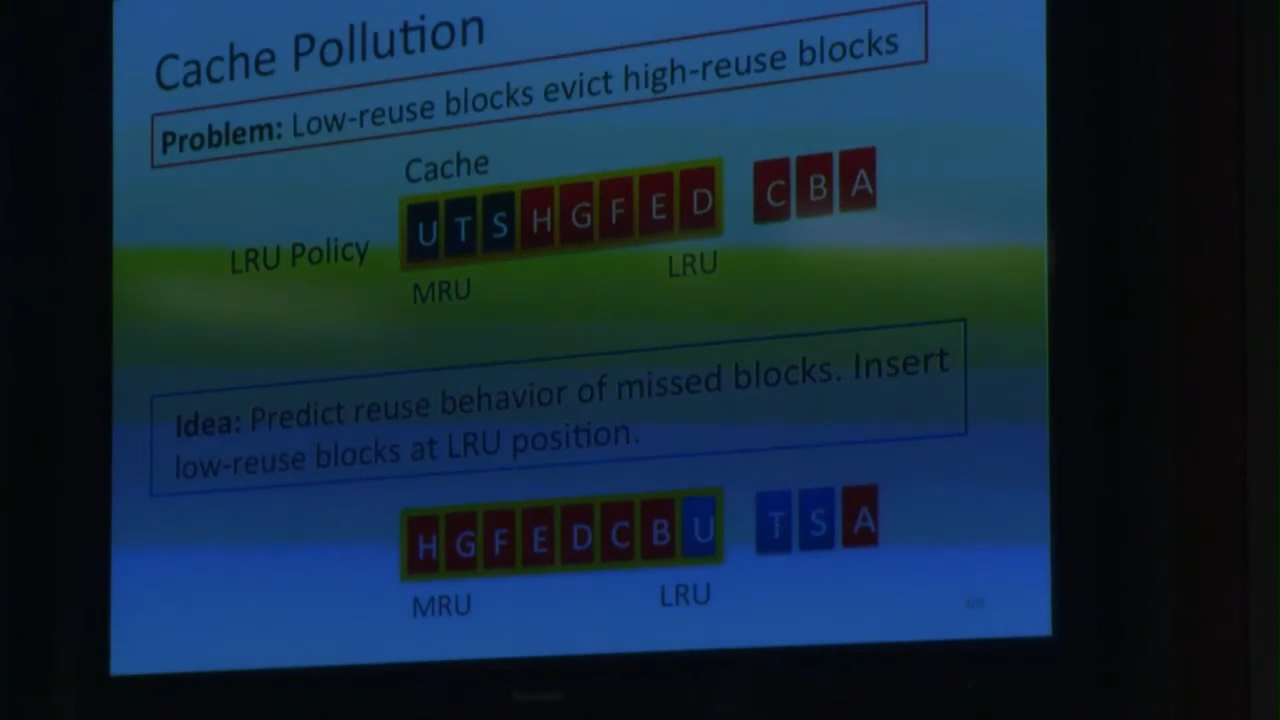 Cache Pollution
Problem: Low-reuse blocks evict high-reuse blocks
Cache
U T S H G F E D C B A
LRU Policy
MRU LRU
Idea: Predict reuse behavior of missed blocks. Insert
low-reuse blocks at LRU position.
H G F E D C B U T S A
MRU LRU